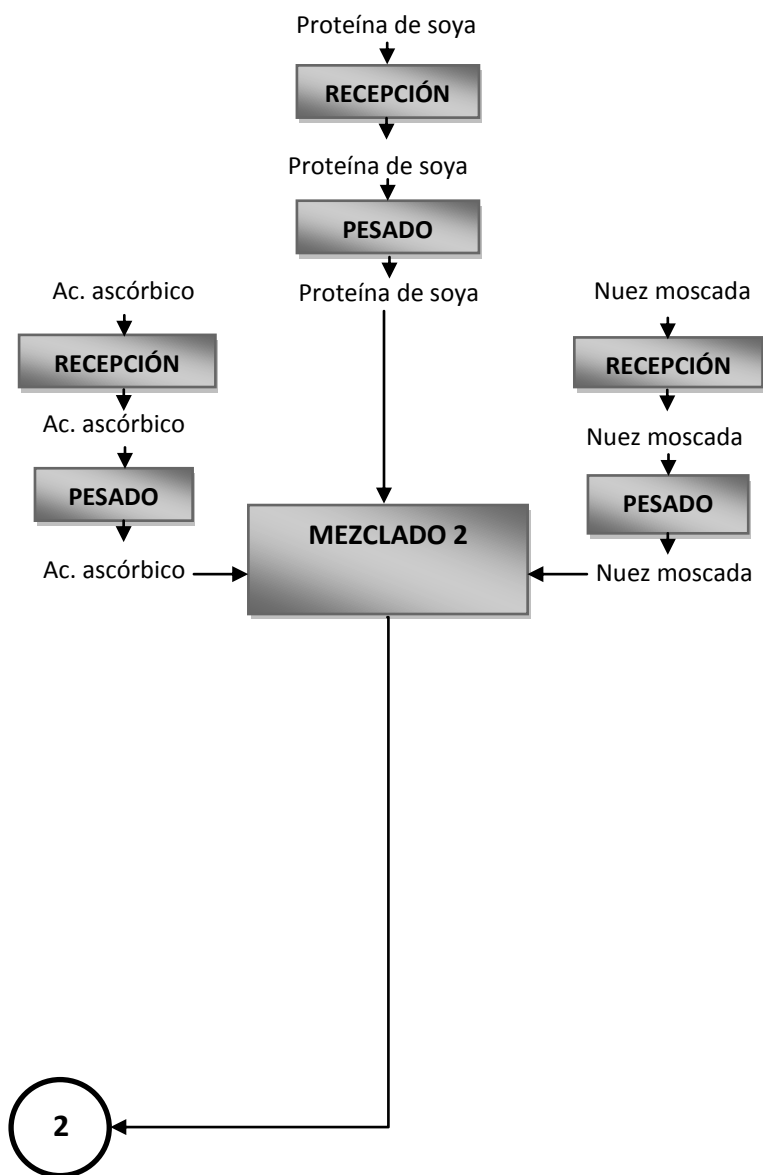 Proteína de soya
RECEPCIÓN
Proteína de soya
PESADO
Proteína de soya
Ac. ascórbico
RECEPCIÓN
Ac. ascórbico
PESADO
Ac. ascórbico
Nuez moscada
RECEPCIÓN
Nuez moscada
PESADO
Nuez moscada
MEZCLADO 2
2